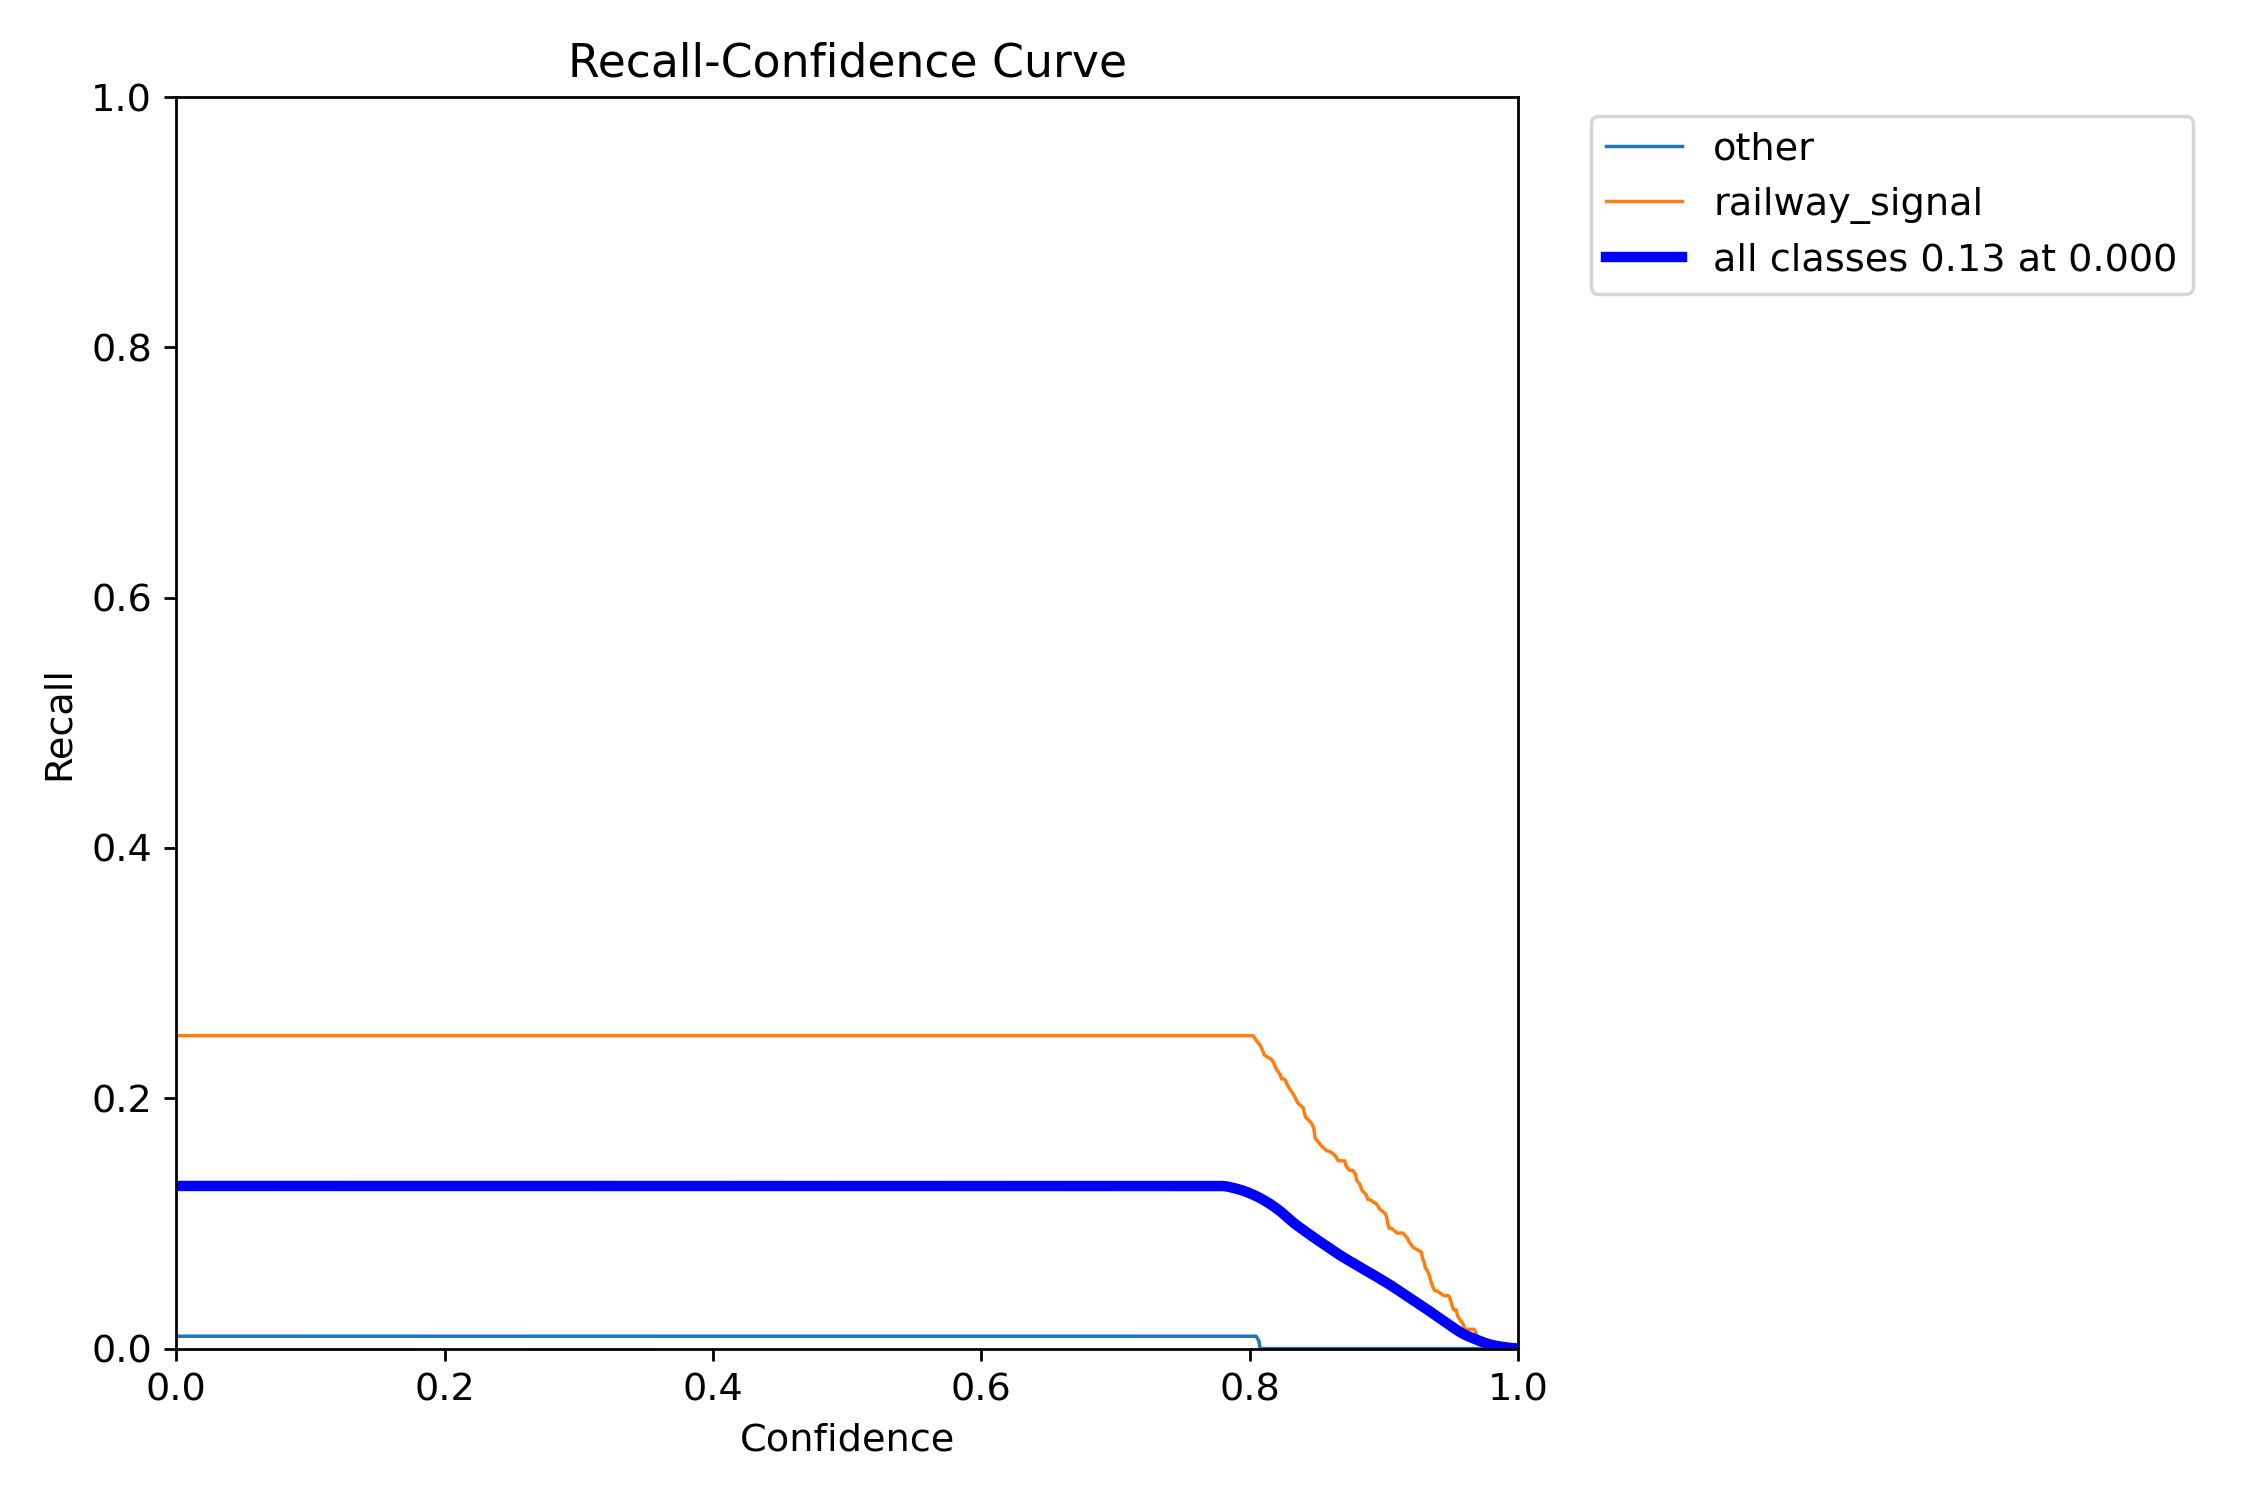 Recall-Confidence Curve
other
railway_signal
all classes 0.13 at 0.000
1.0
0.8
0.6
0.4
0.2
0.0
Recall
0.0 0.2 0.4 0.6 0.8 1.0
Confidence